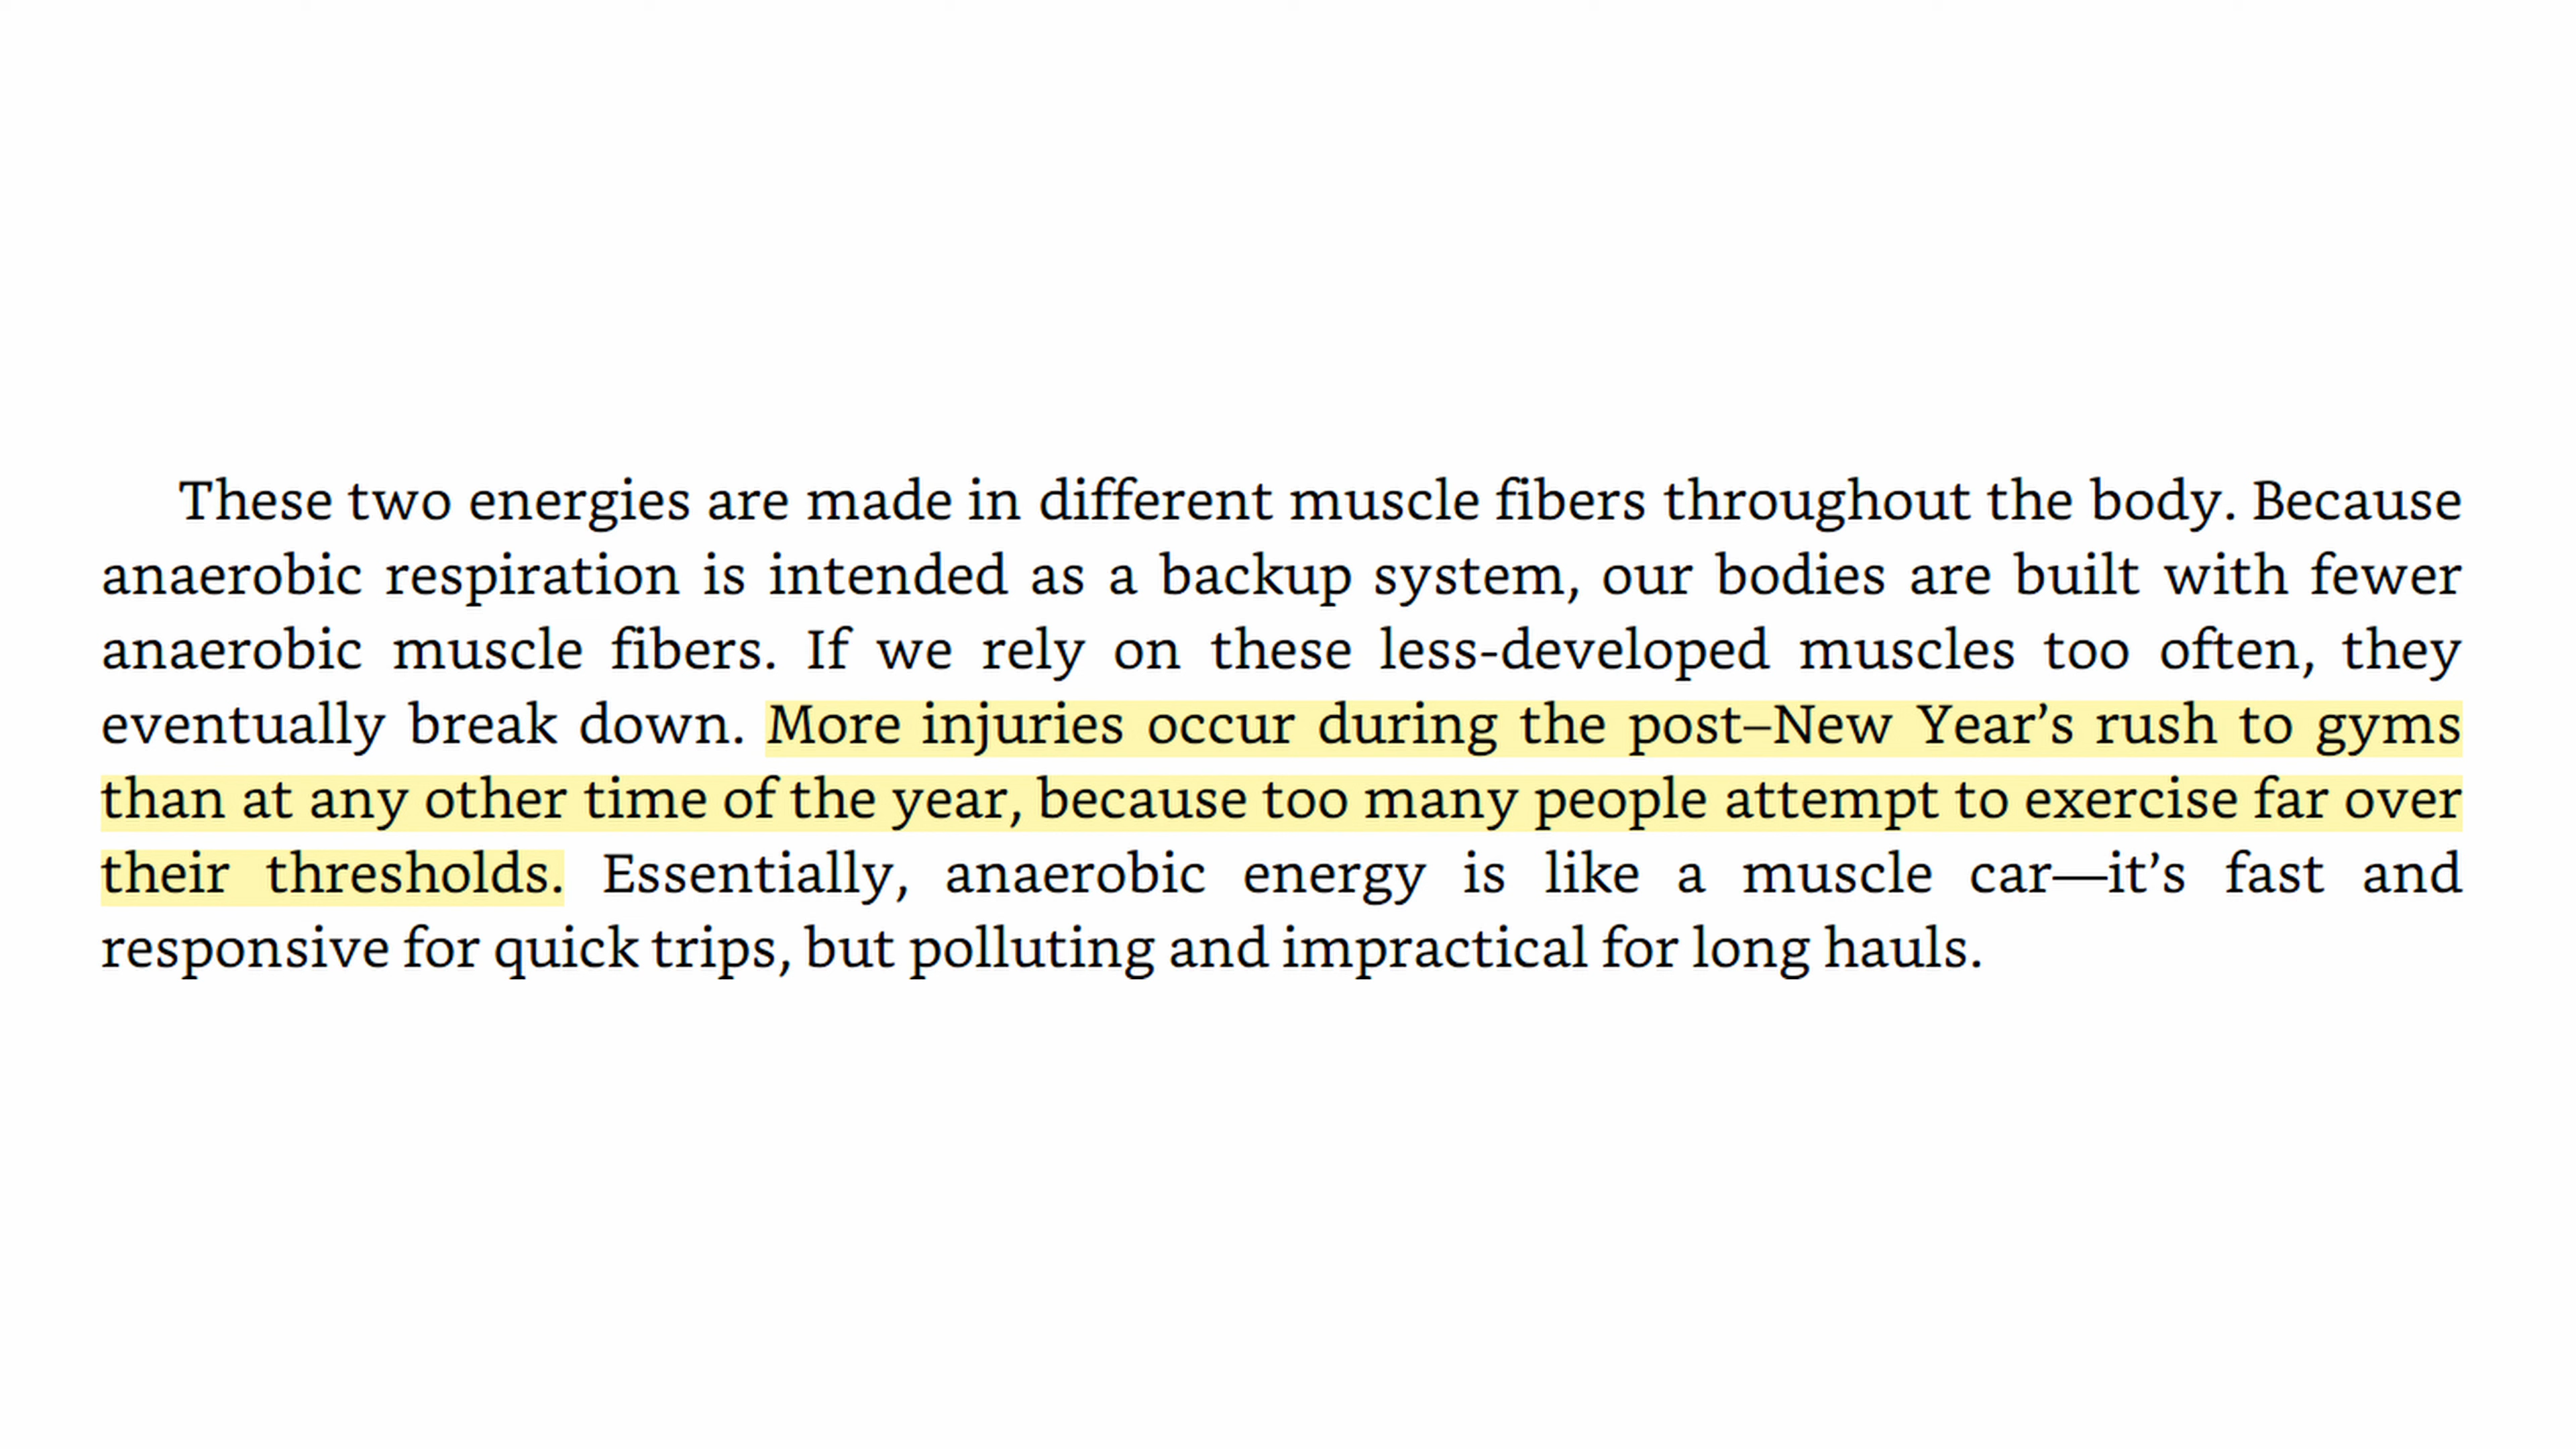 These two energies are made in different muscle fibers throughout the body. Because
anaerobic respiration is intended as a backup system, our bodies are built with fewer
anaerobic muscle fibers. If we rely on these less-developed muscles too often, they
eventually break down. More injuries occur during the post–New Year’s rush to gyms
than at any other time of the year, because too many people attempt to exercise far over
their thresholds. Essentially, anaerobic energy is like a muscle car—it’s fast and
responsive for quick trips, but polluting and impractical for long hauls.